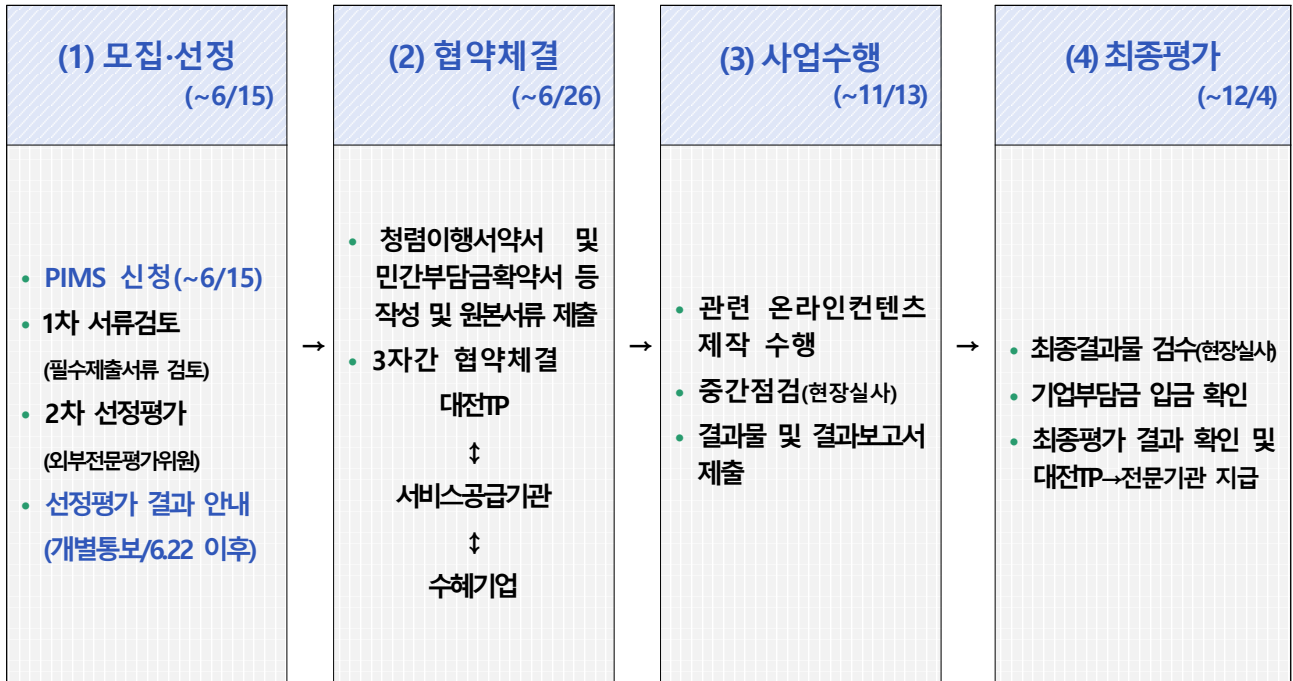 (1) 모집·선정
(~6/15)
• PIMS 신청(~6/15)
• 1차 서류검토
(필수제출서류 검토)
• 2차 선정평가
(외부전문평가위원)
• 선정평가 결과 안내
(개별통보/6.22 이후)
→
(2) 협약체결
(~6/26)
• 청렴이행서약서 및
민간부담금확약서 등
작성 및 원본서류 제출
• 3자간 협약체결
대전TP
↕
서비스공급기관
↕
수혜기업
→
(3) 사업수행
(~11/13)
• 관련 온라인컨텐츠
제작 수행
• 중간점검(현장실사)
• 결과물 및 결과보고서
제출
→
(4) 최종평가
(~12/4)
• 최종결과물 검수(현장실사)
• 기업부담금 입금 확인
• 최종평가 결과 확인 및
대전TP→전문기관 지급